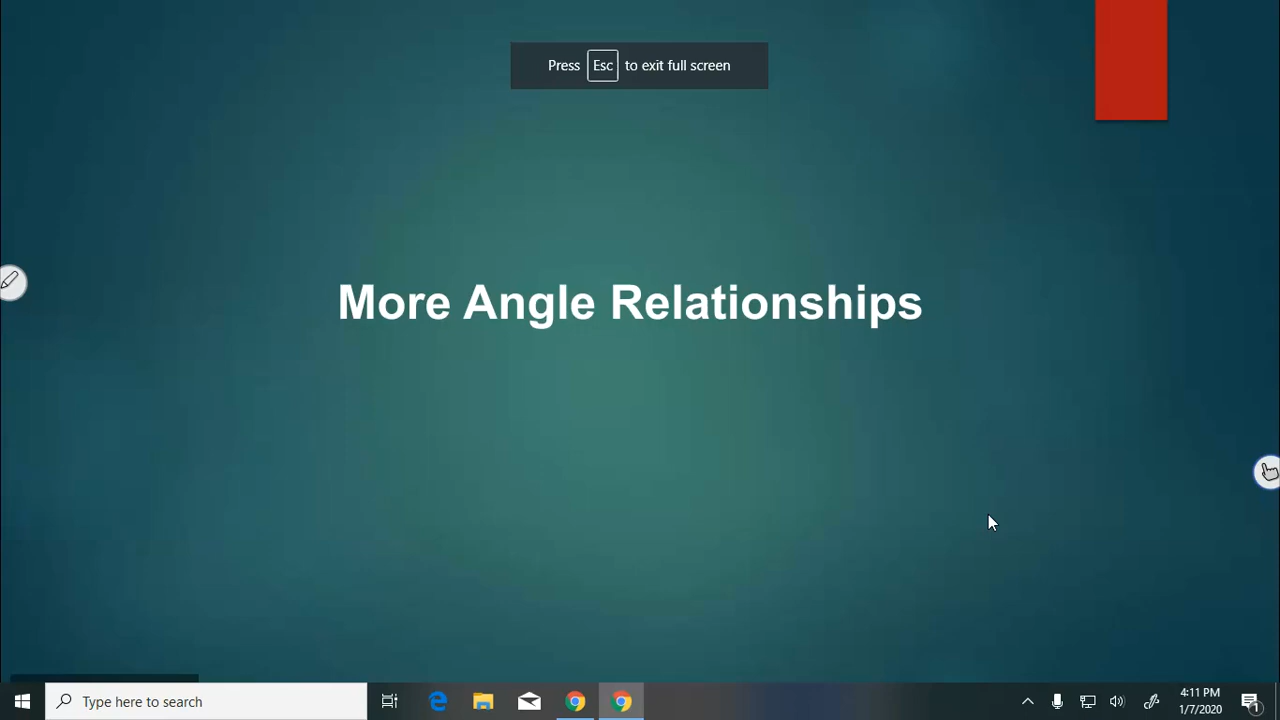 Press Esc to exit full screen
More Angle Relationships
Type here to search
4:11 PM
1/7/2020
1